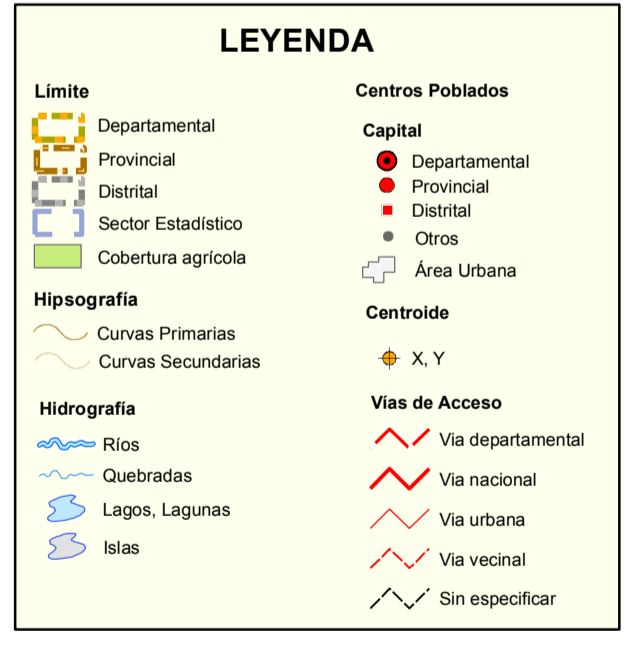 LEYENDA
Límite
Departamental
Provincial
Distrital
Sector Estadístico
Cobertura agrícola
Hipsografía
Curvas Primarias
Curvas Secundarias
Hidrografía
Ríos
Quebradas
Lagos, Lagunas
Islas
Centros Poblados
Capital
Departamental
Provincial
Distrital
Otros
Área Urbana
Centroide
X, Y
Vías de Acceso
Via departamental
Via nacional
Via urbana
Via vecinal
Sin especificar